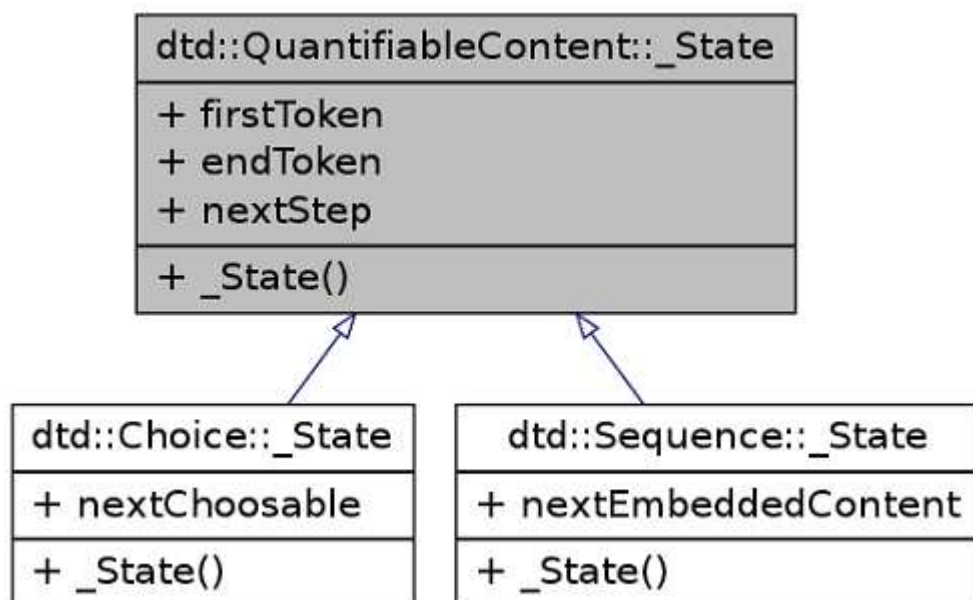 dtd::QuantifiableContent::_State
+ firstToken
+ endToken
+ nextStep
+ _State()
dtd::Choice::_State
+ nextChoosable
+ _State()
dtd::Sequence::_State
+ nextEmbeddedContent
+ _State()